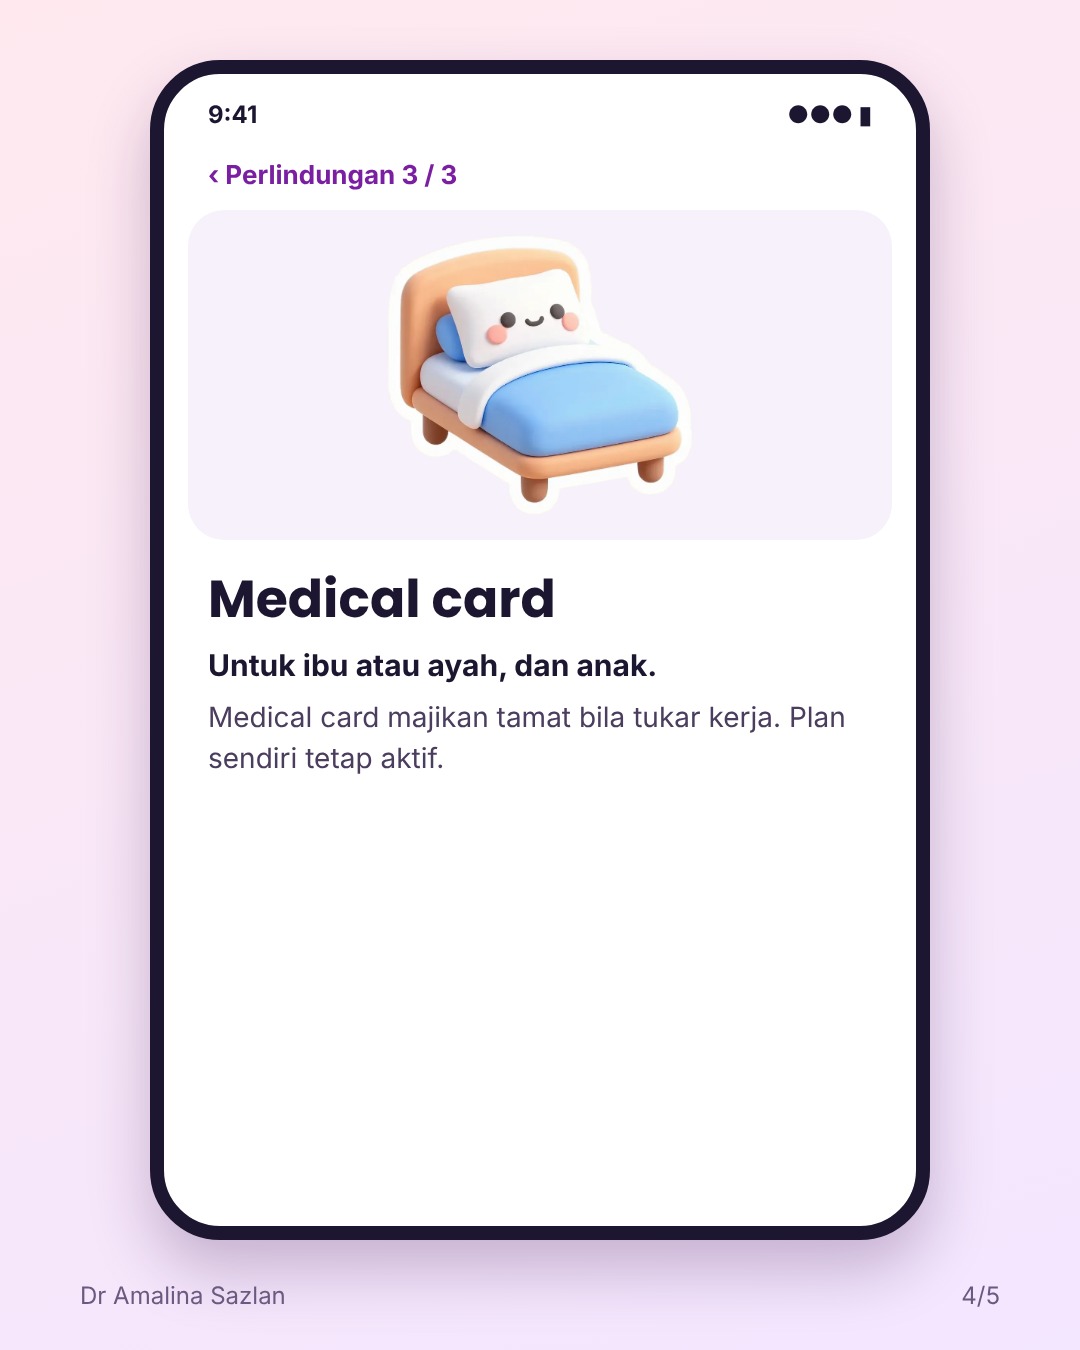 9:41
‹ Perlindungan 3 / 3
Medical card
Untuk ibu atau ayah, dan anak.
Medical card majikan tamat bila tukar kerja. Plan
sendiri tetap aktif.
Dr Amalina Sazlan
4/5